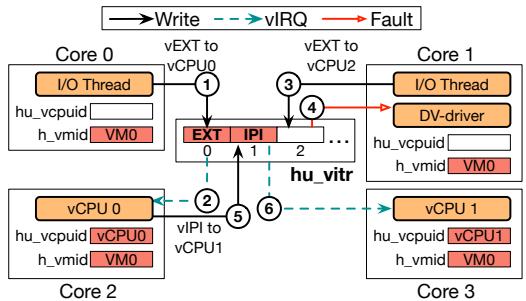 Write vIRQ Fault
Core 0
vEXT to
vCPU0
vEXT to
vCPU2
Core 1
I/O Thread
hu_vcpuid
h_vmid VM0
1
3
4
I/O Thread
DV-driver
hu_vcpuid
h_vmid VM0
EXT IPI ...
0 1 2
hu_vitr
vCPU 0
hu_vcpuid vCPU0
h_vmid VM0
Core 2
2
5
6
vIPI to
vCPU1
vCPU 1
hu_vcpuid vCPU1
h_vmid VM0
Core 3